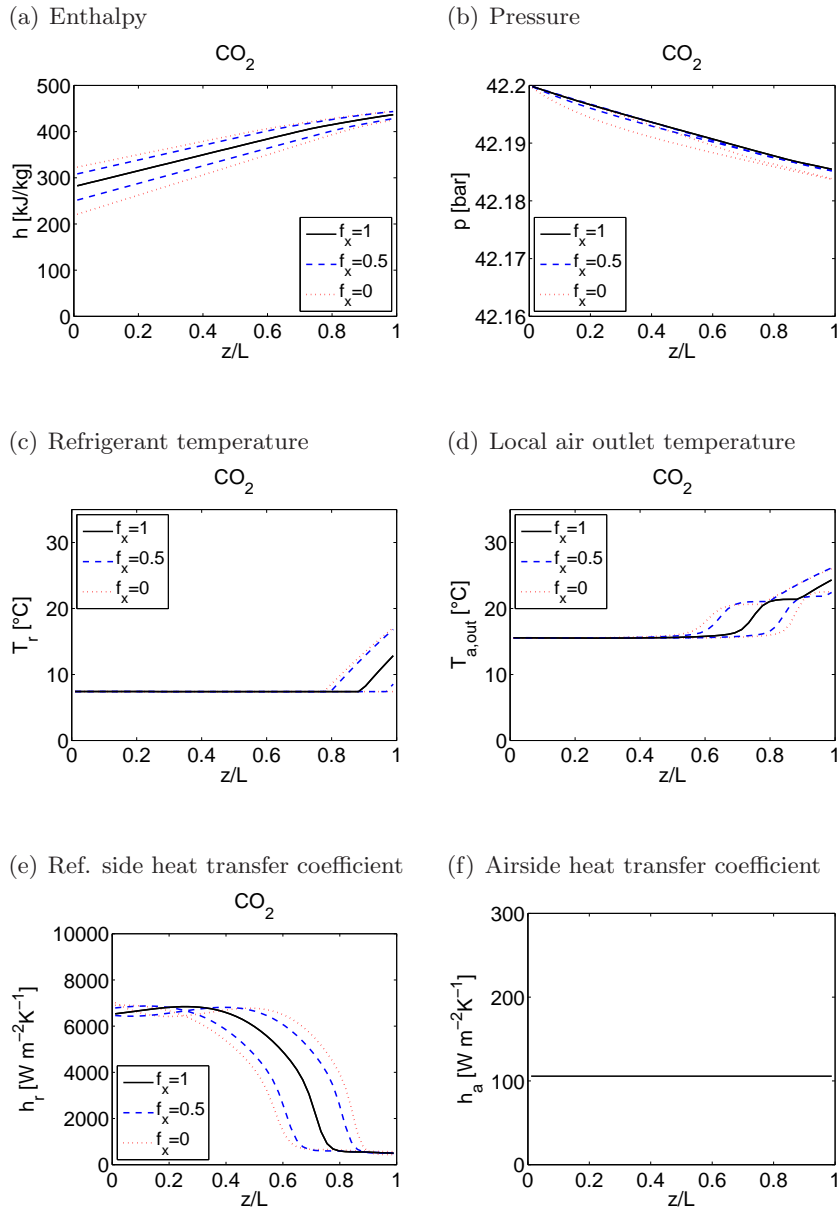 (a) Enthalpy
CO2
500
400
300
200
100
0
h [kJ/kg]
f_x=1
f_x=0.5
f_x=0
0 0.2 0.4 0.6 0.8 1
z/L
(b) Pressure
CO2
42.2
42.19
42.18
42.17
42.16
p [bar]
f_x=1
f_x=0.5
f_x=0
0 0.2 0.4 0.6 0.8 1
z/L
(c) Refrigerant temperature
CO2
30
20
10
0
T_r [°C]
f_x=1
f_x=0.5
f_x=0
0 0.2 0.4 0.6 0.8 1
z/L
(d) Local air outlet temperature
CO2
30
20
10
0
T_a,out [°C]
f_x=1
f_x=0.5
f_x=0
0 0.2 0.4 0.6 0.8 1
z/L
(e) Ref. side heat transfer coefficient
CO2
10000
8000
6000
4000
2000
0
h_r [W m−2K−1]
f_x=1
f_x=0.5
f_x=0
0 0.2 0.4 0.6 0.8 1
z/L
(f) Airside heat transfer coefficient
300
200
100
0
h_a [W m−2K−1]
0 0.2 0.4 0.6 0.8 1
z/L